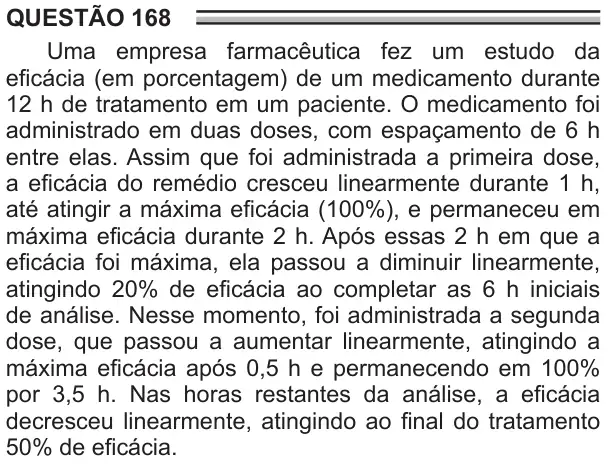 QUESTÃO 168
Uma empresa farmacêutica fez um estudo da
eficácia (em porcentagem) de um medicamento durante
12 h de tratamento em um paciente. O medicamento foi
administrado em duas doses, com espaçamento de 6 h
entre elas. Assim que foi administrada a primeira dose,
a eficácia do remédio cresceu linearmente durante 1 h,
até atingir a máxima eficácia (100%), e permaneceu em
máxima eficácia durante 2 h. Após essas 2 h em que a
eficácia foi máxima, ela passou a diminuir linearmente,
atingindo 20% de eficácia ao completar as 6 h iniciais
de análise. Nesse momento, foi administrada a segunda
dose, que passou a aumentar linearmente, atingindo a
máxima eficácia após 0,5 h e permanecendo em 100%
por 3,5 h. Nas horas restantes da análise, a eficácia
decresceu linearmente, atingindo ao final do tratamento
50% de eficácia.